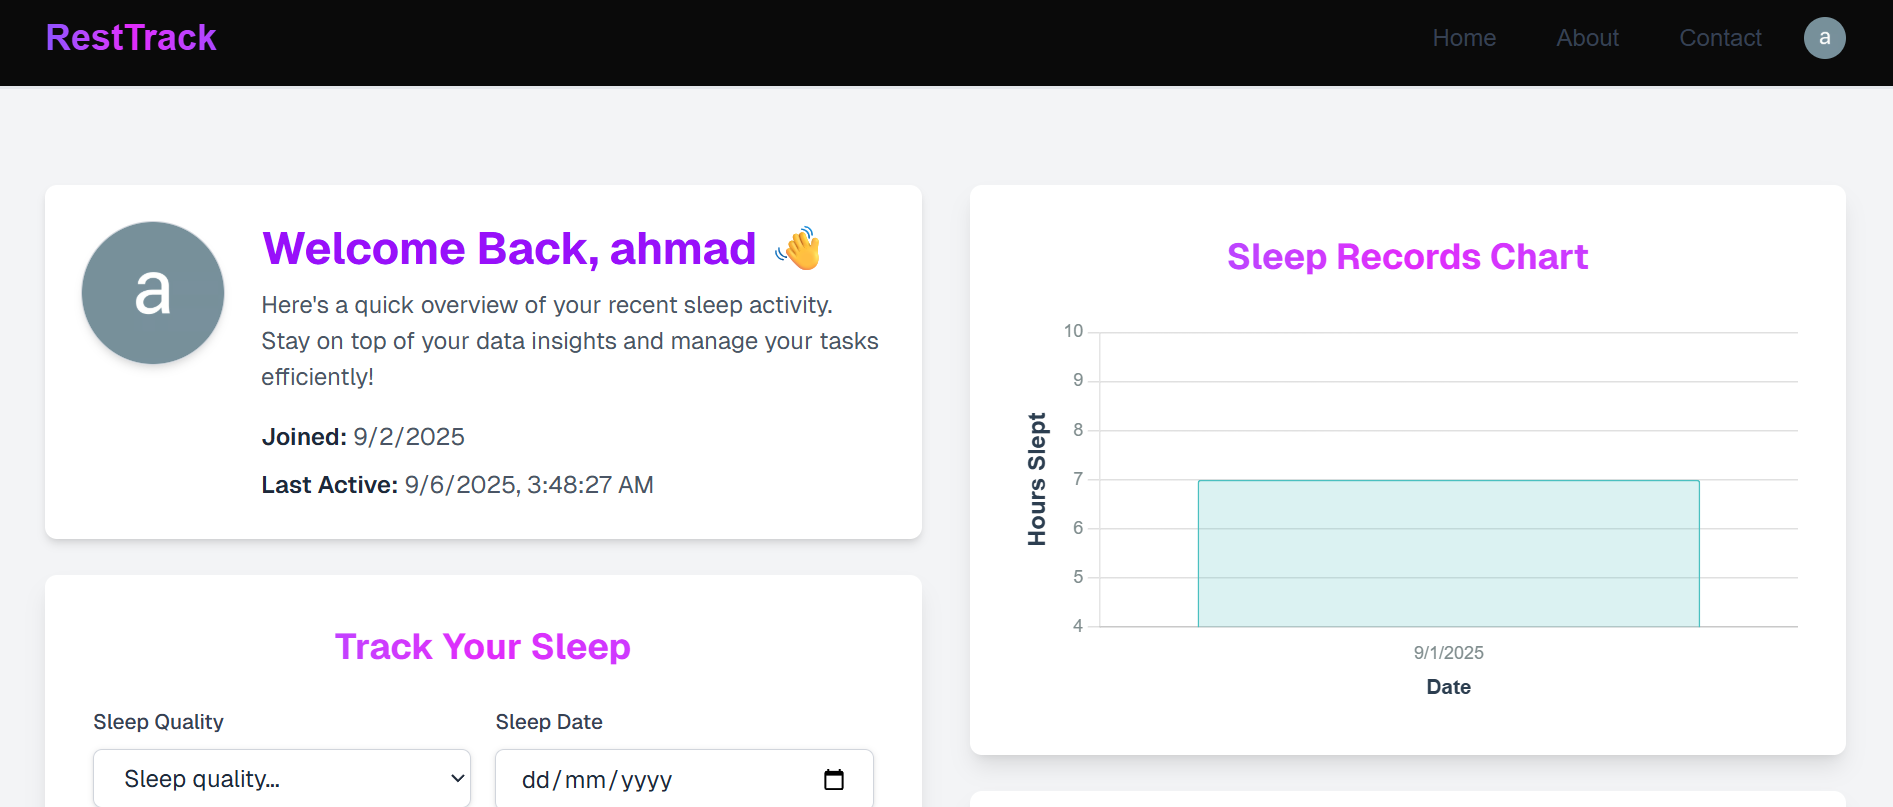 RestTrack
Home
About
Contact
a
a
Welcome Back, ahmad 👋
Here's a quick overview of your recent sleep activity.
Stay on top of your data insights and manage your tasks
efficiently!
Joined: 9/2/2025
Last Active: 9/6/2025, 3:48:27 AM
Track Your Sleep
Sleep Quality
Sleep quality...
Sleep Date
dd/mm/yyyy
Sleep Records Chart
Hours Slept
10
9
8
7
6
5
4
9/1/2025
Date